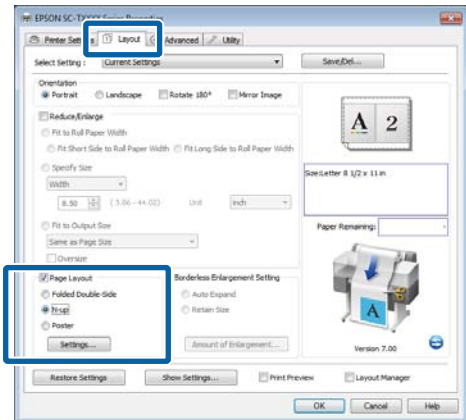 EPSON SC-TXXXX Series Properties
Printer Settings Layout Advanced Utility
Select Setting : Current Settings Save/Del...
Orientation
Portrait Landscape Rotate 180° Mirror Image
Reduce/Enlarge
Fit to Roll Paper Width
Fit Short Side to Roll Paper Width Fit Long Side to Roll Paper Width
Specify Size
Width
8.50 (3.06 - 44.02) Unit inch
Fit to Output Size
Same as Page Size
Oversize
A 2
Size:Letter 8 1/2 x 11 in
Paper Remaining:
Page Layout
Folded Double-Side
N-up
Poster
Settings...
Borderless Enlargement Setting
Auto Expand
Retain Size
Amount of Enlargement...
A
Version 7.00
Restore Settings Show Settings... Print Preview Layout Manager
OK Cancel Help